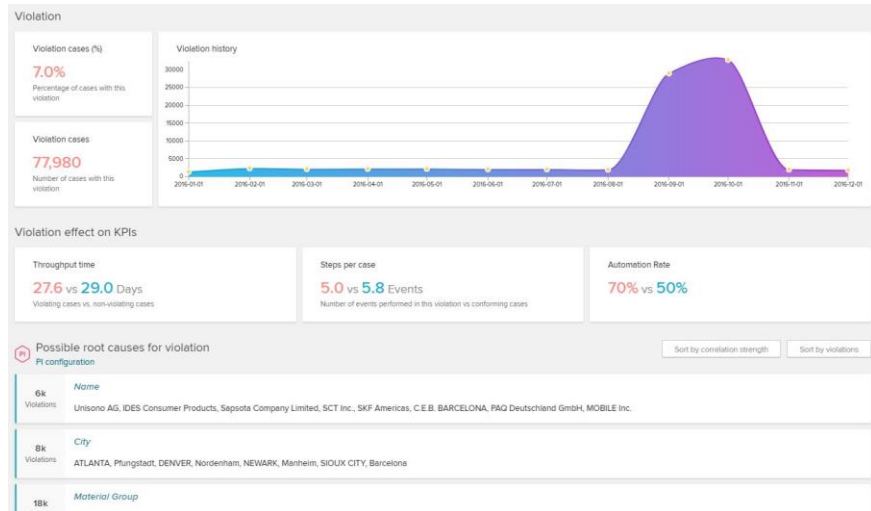 Violation
Violation cases (%)
7.0%
Percentage of cases with this
violation
Violation cases
77,980
Number of cases with this
violation
Violation history
30000
25000
20000
15000
10000
5000
0
2016-01-01 2016-02-01 2016-03-01 2016-04-01 2016-05-01 2016-06-01 2016-07-01 2016-08-01 2016-09-01 2016-10-01 2016-11-01 2016-12-01
Violation effect on KPIs
Throughput time
27.6 vs 29.0 Days
Violating cases vs. non-violating cases
Steps per case
5.0 vs 5.8 Events
Number of events performed in this violation vs conforming cases
Automation Rate
70% vs 50%
PI
Possible root causes for violation
PI configuration
Sort by correlation strength
Sort by violations
6k
Violations
Name
Unisono AG, IDES Consumer Products, Sapsota Company Limited, SCT Inc., SKF Americas, C.E.B. BARCELONA, PAQ Deutschland GmbH, MOBILE Inc.
8k
Violations
City
ATLANTA, Pfungstadt, DENVER, Nordenham, NEWARK, Manheim, SIOUX CITY, Barcelona
18k
Material Group